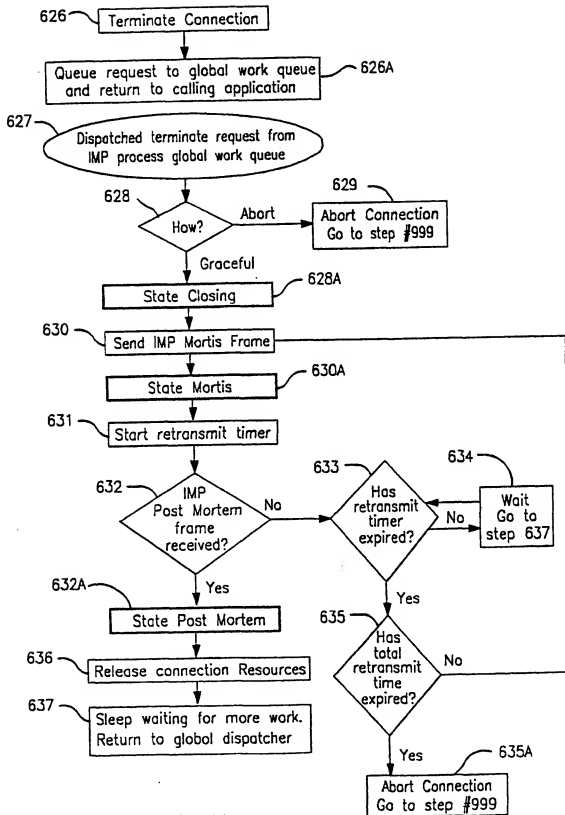 626
Terminate Connection
Queue request to global work queue
and return to calling application
626A
627
Dispatched terminate request from
IMP process global work queue
628
How?
Abort
629
Abort Connection
Go to step #999
Graceful
State Closing
628A
630
Send IMP Mortis Frame
State Mortis
630A
631
Start retransmit timer
632
IMP
Post Mortem
frame
received?
No
633
Has
retransmit
timer
expired?
No
634
Wait
Go to
step 637
Yes
632A
State Post Mortem
Yes
635
Has
total
retransmit
time
expired?
No
636
Release connection Resources
637
Sleep waiting for more work.
Return to global dispatcher
Yes
635A
Abort Connection
Go to step #999